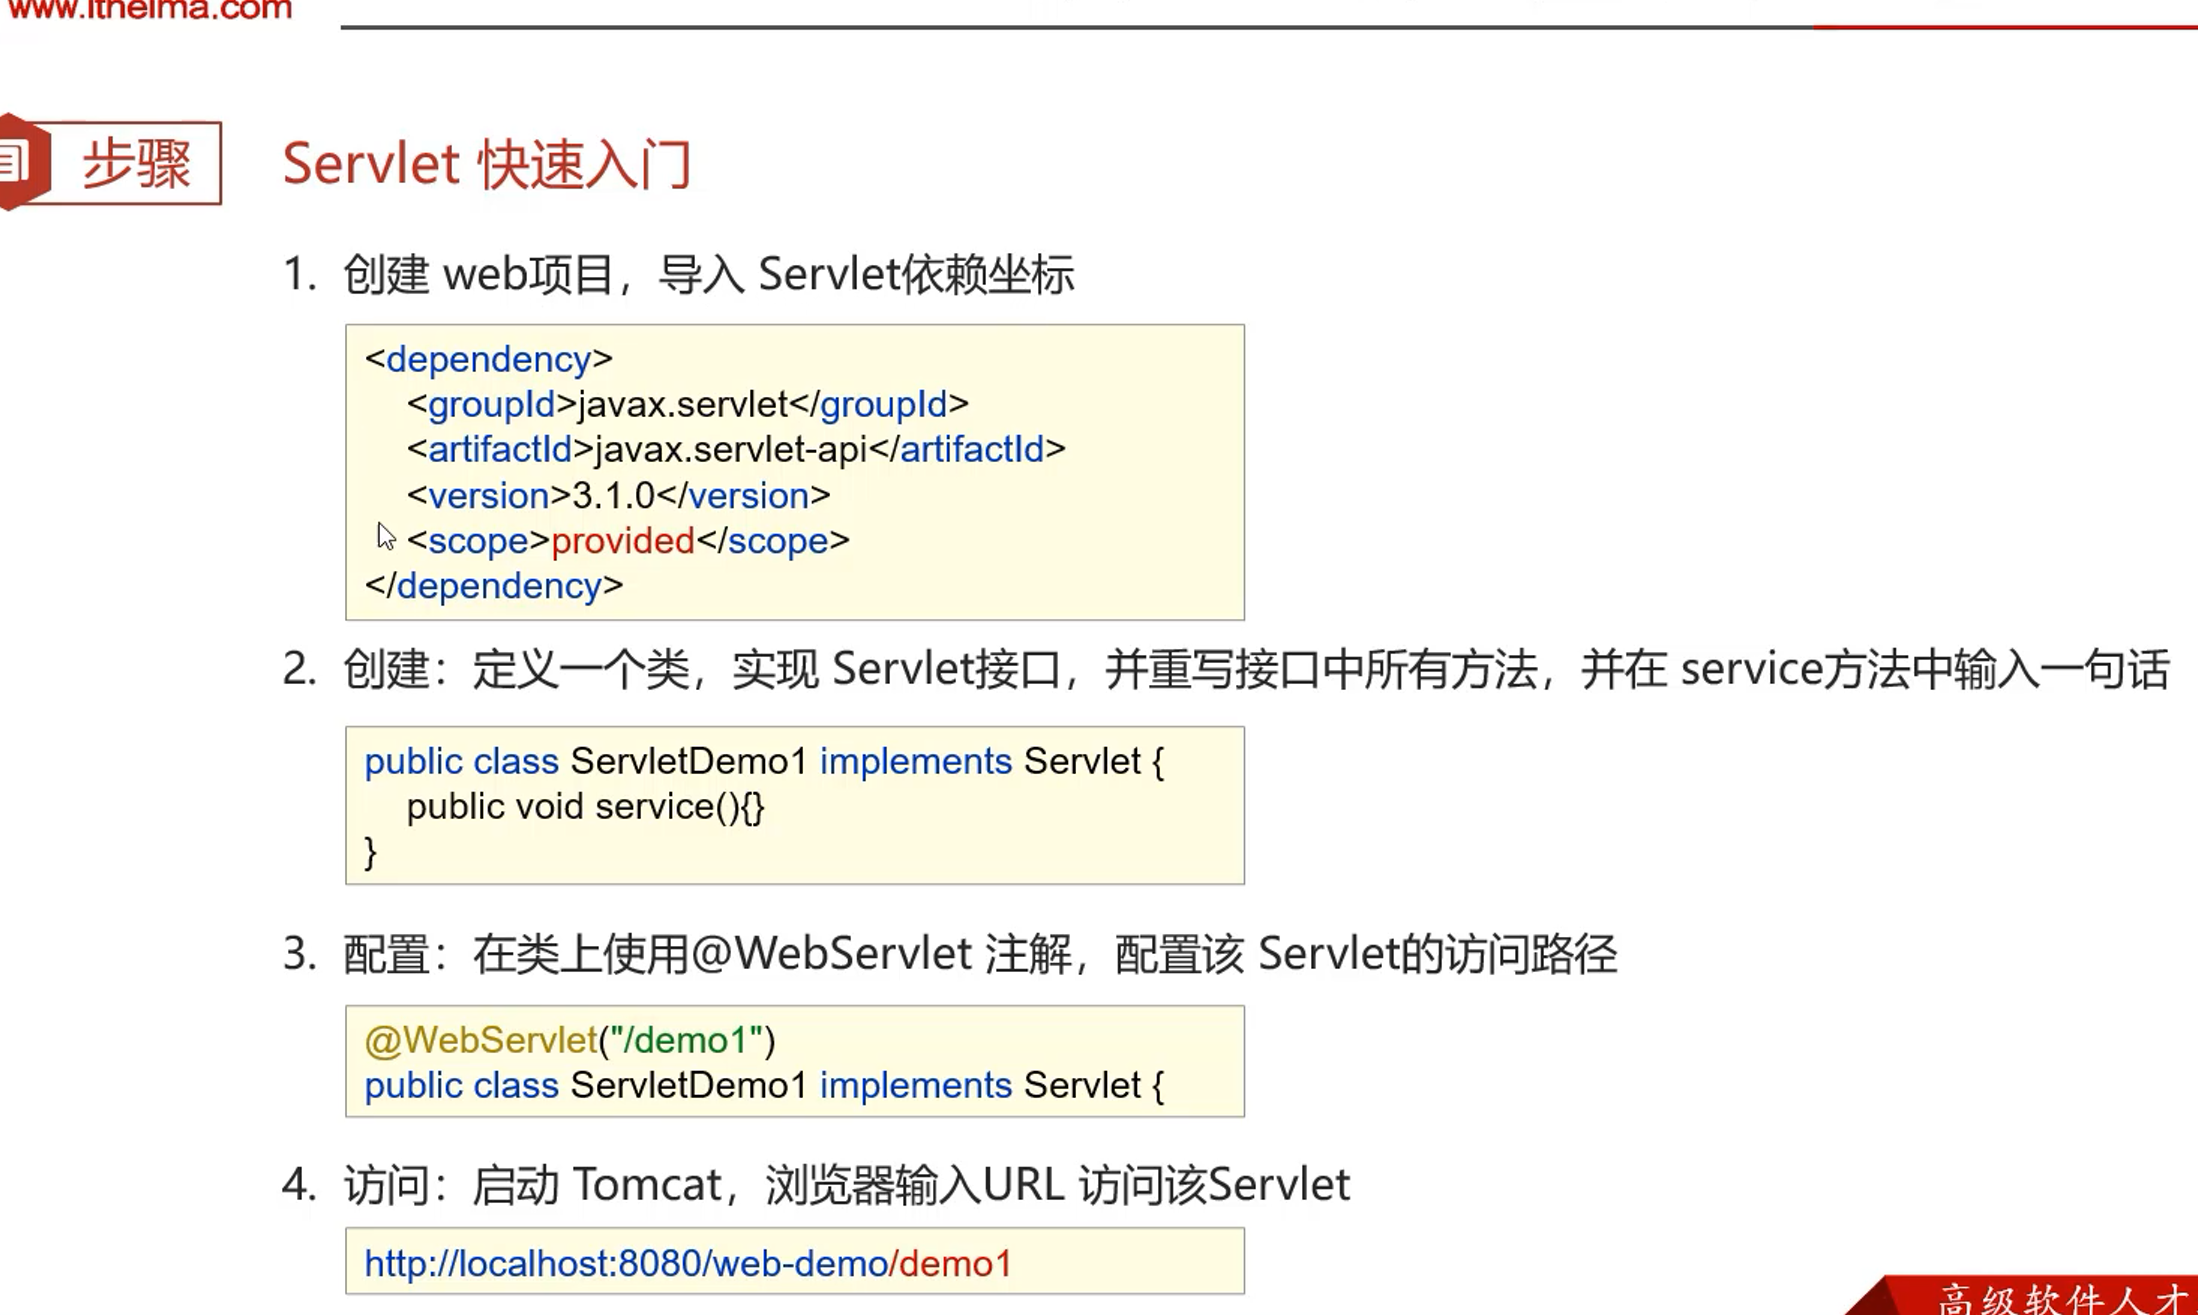 www.itheima.com
步骤
Servlet 快速入门
1. 创建 web项目，导入 Servlet依赖坐标
<dependency>
<groupId>javax.servlet</groupId>
<artifactId>javax.servlet-api</artifactId>
<version>3.1.0</version>
<scope>provided</scope>
</dependency>
2. 创建：定义一个类，实现 Servlet接口，并重写接口中所有方法，并在 service方法中输入一句话
public class ServletDemo1 implements Servlet {
public void service(){}
}
3. 配置：在类上使用@WebServlet 注解，配置该 Servlet的访问路径
@WebServlet("/demo1")
public class ServletDemo1 implements Servlet {
4. 访问：启动 Tomcat，浏览器输入URL 访问该Servlet
http://localhost:8080/web-demo/demo1
高级软件人才